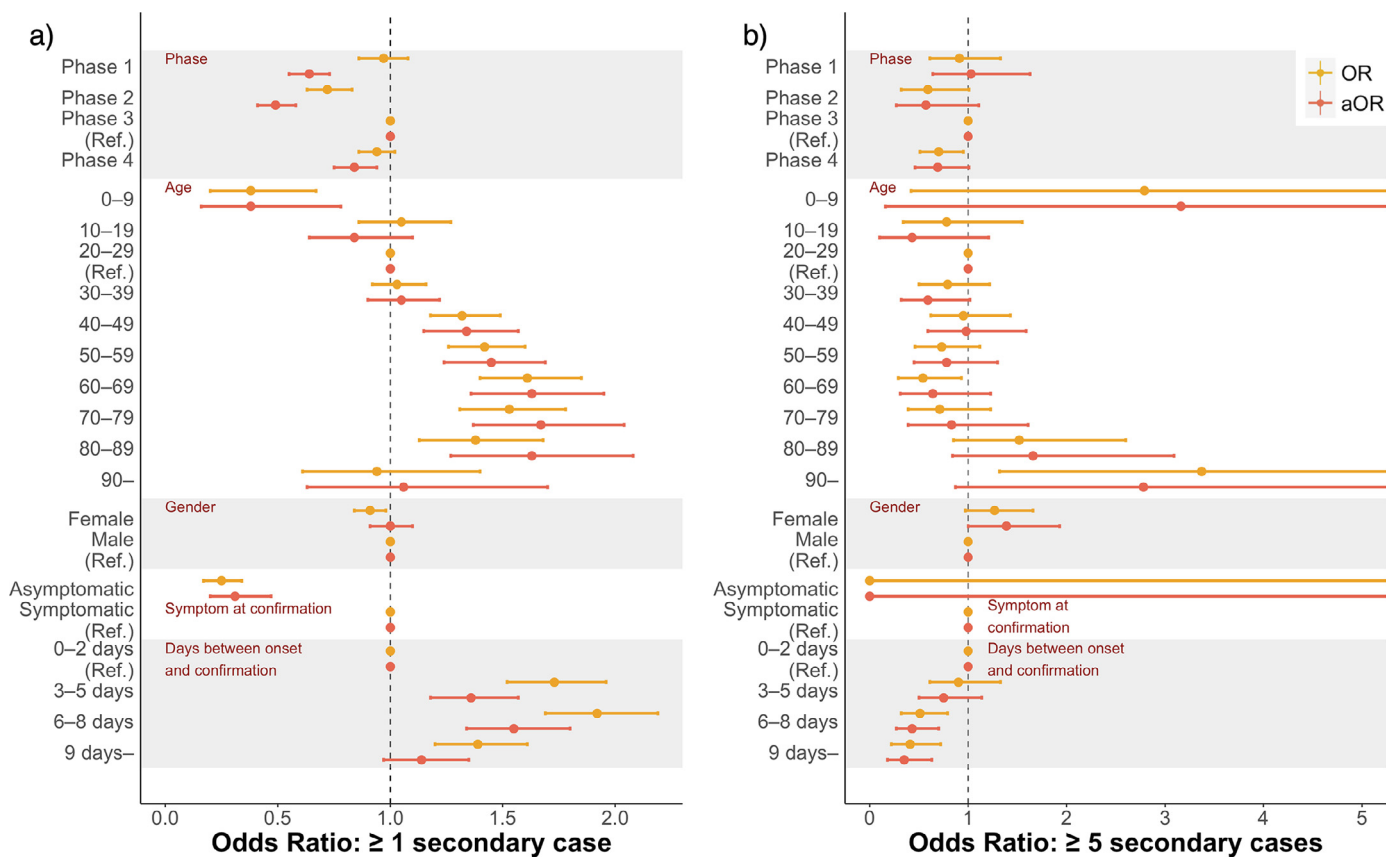 a)
Phase
Phase 1
Phase 2
Phase 3
(Ref.)
Phase 4
Age
0–9
10–19
20–29
(Ref.)
30–39
40–49
50–59
60–69
70–79
80–89
90–
Gender
Female
Male
(Ref.)
Asymptomatic
Symptom at confirmation
Symptomatic
(Ref.)
0–2 days
(Ref.)
Days between onset
and confirmation
3–5 days
6–8 days
9 days–
0.0 0.5 1.0 1.5 2.0
Odds Ratio: ≥ 1 secondary case
b)
OR
aOR
Phase
Phase 1
Phase 2
Phase 3
(Ref.)
Phase 4
Age
0–9
10–19
20–29
(Ref.)
30–39
40–49
50–59
60–69
70–79
80–89
90–
Gender
Female
Male
(Ref.)
Asymptomatic
Symptomatic
(Ref.)
Symptom at
confirmation
0–2 days
(Ref.)
Days between onset
and confirmation
3–5 days
6–8 days
9 days–
0 1 2 3 4 5
Odds Ratio: ≥ 5 secondary cases